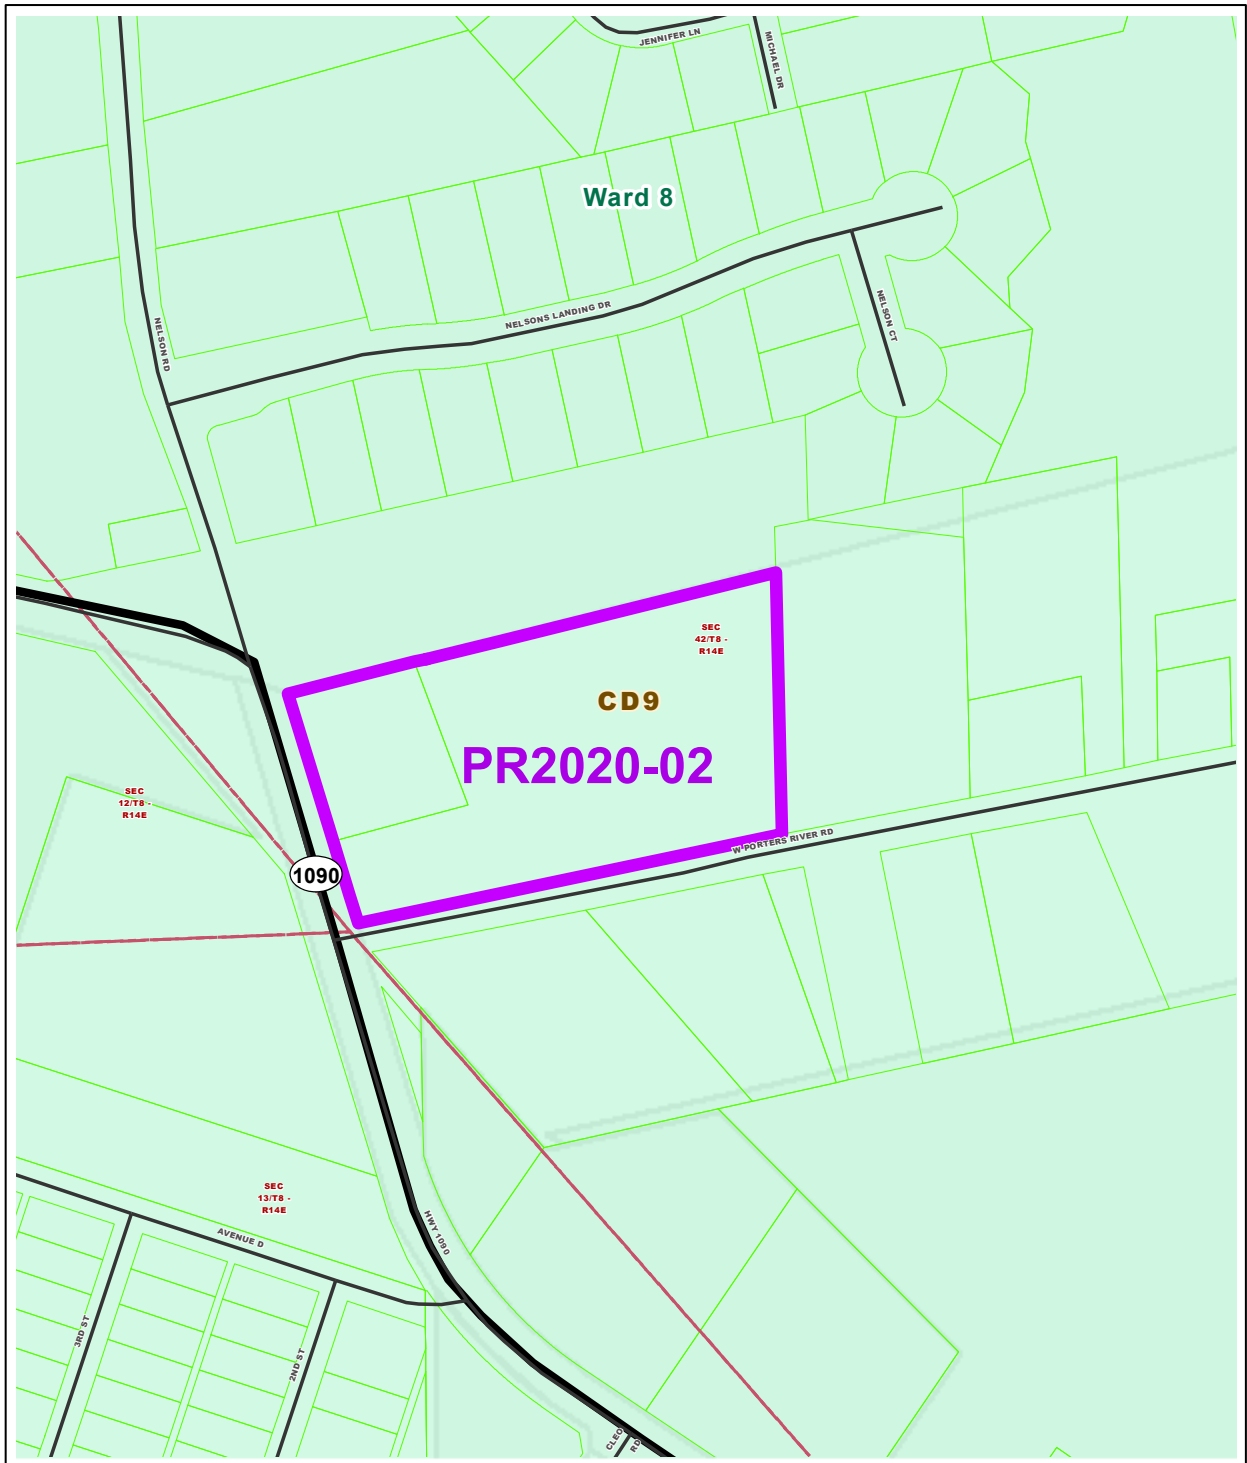 JENNIFER LN
MICHAEL DR
Ward 8
NELSONS LANDING DR
NELSON CT
NELSON RD
SEC
42/T8 -
R14E
CD9
PR2020-02
SEC
12/T8 -
R14E
W PORTERS RIVER RD
1090
SEC
13/T8 -
R14E
HWY 1090
AVENUE D
3RD ST
2ND ST
CLEO
RD